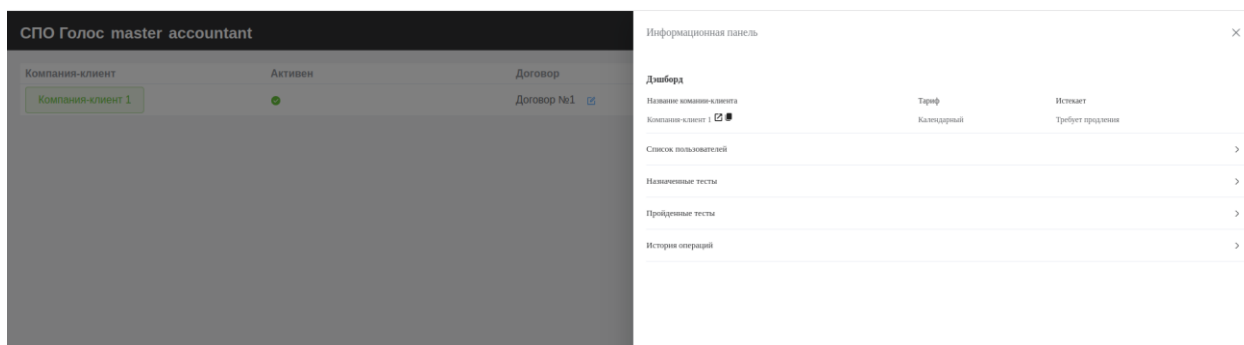 СПО Голос master accountant
Компания-клиент Активен Договор
Компания-клиент 1 Договор №1
Информационная панель
Дэшборд
Название комании-клиента Тариф Истекает
Компания-клиент 1 Календарный Требует продления
Список пользователей
Назначенные тесты
Пройденные тесты
История операций